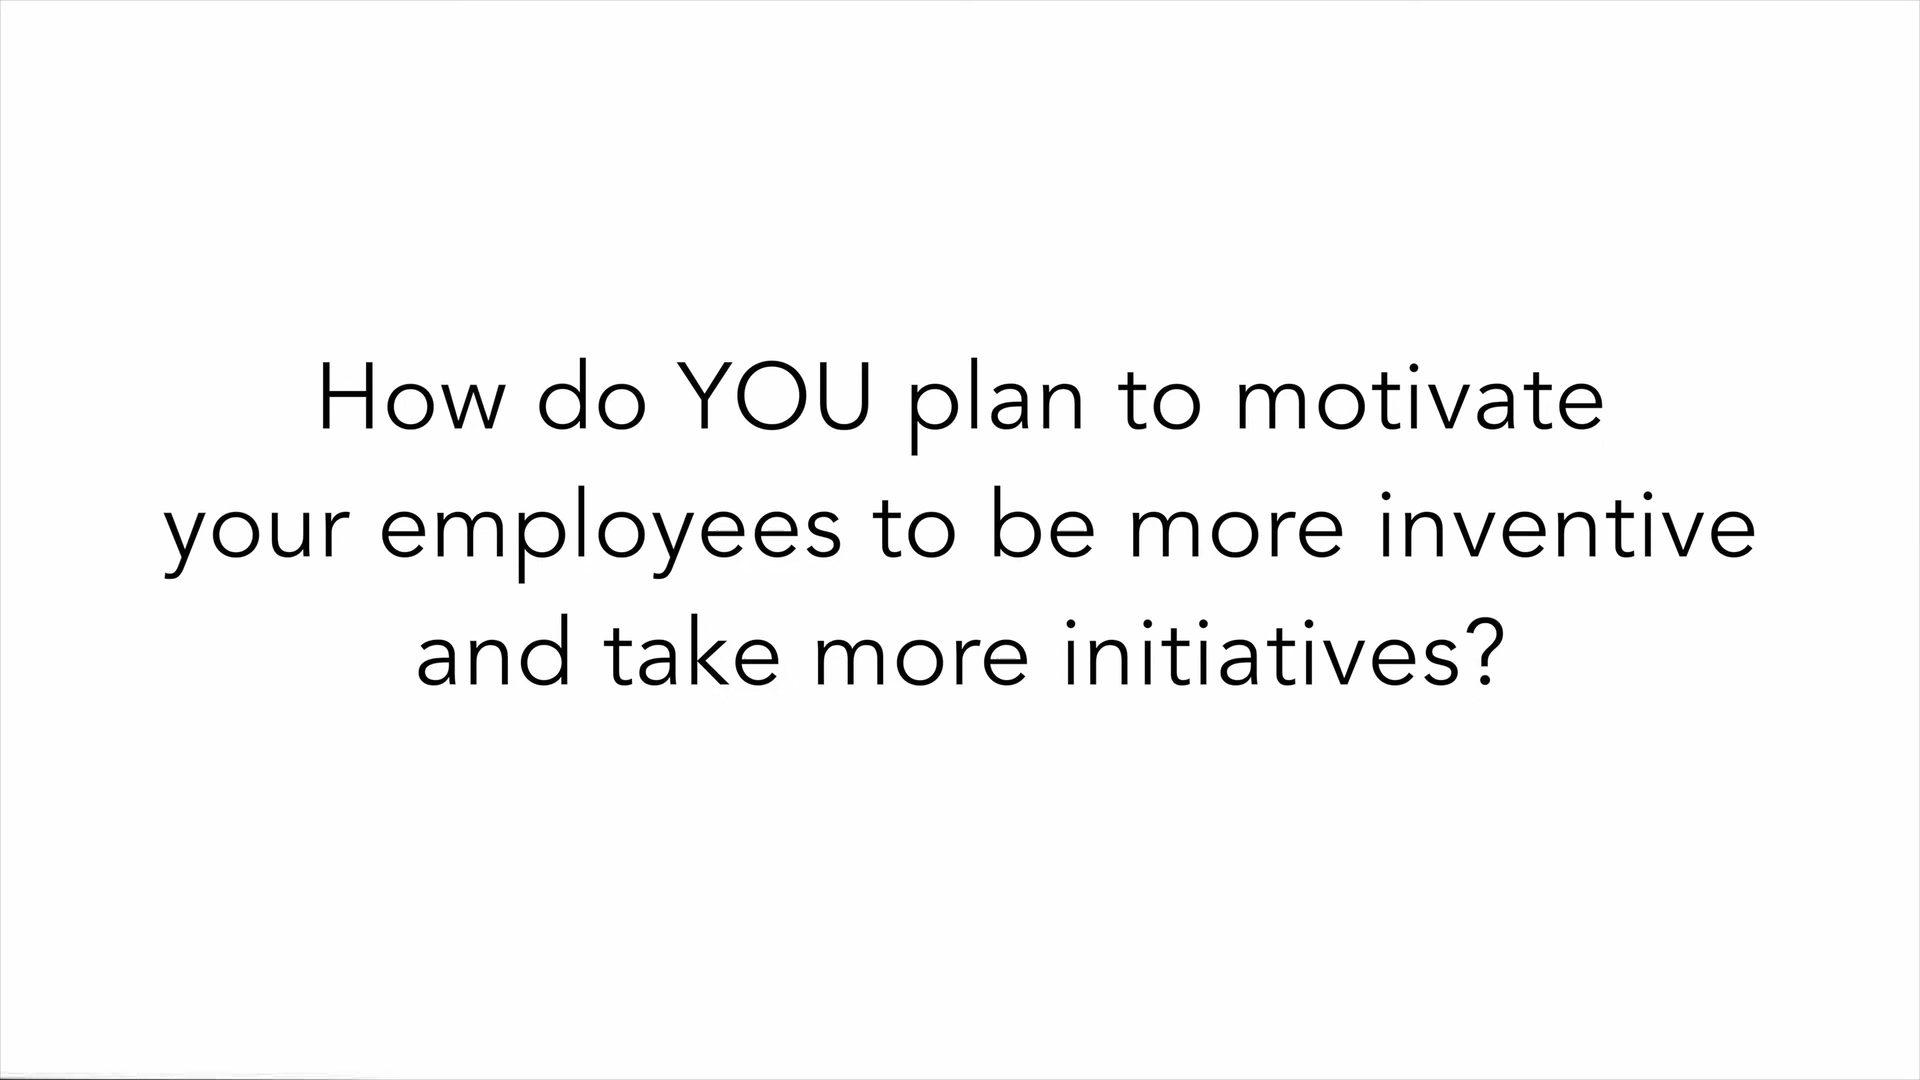 How do YOU plan to motivate
your employees to be more inventive
and take more initiatives?